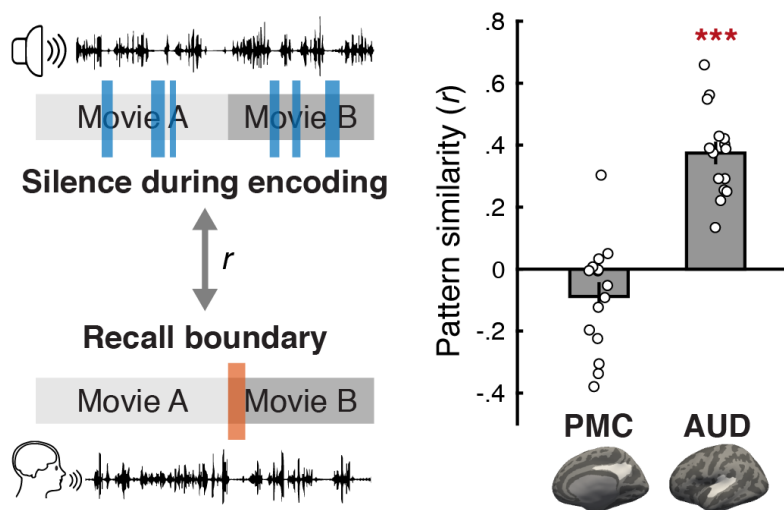 Movie A
Movie B
Silence during encoding
r
Recall boundary
Movie A
Movie B
Pattern similarity (r)
.8
.6
.4
.2
0
-.2
-.4
***
PMC
AUD